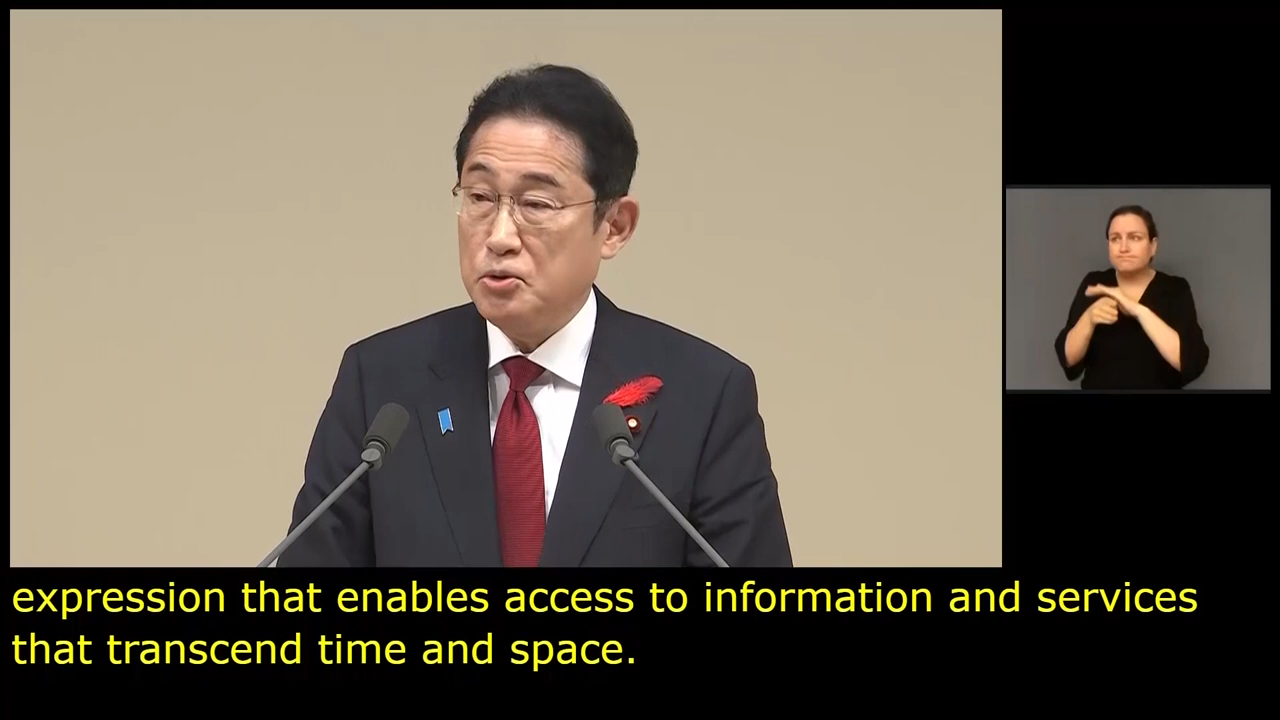 expression that enables access to information and services
that transcend time and space.